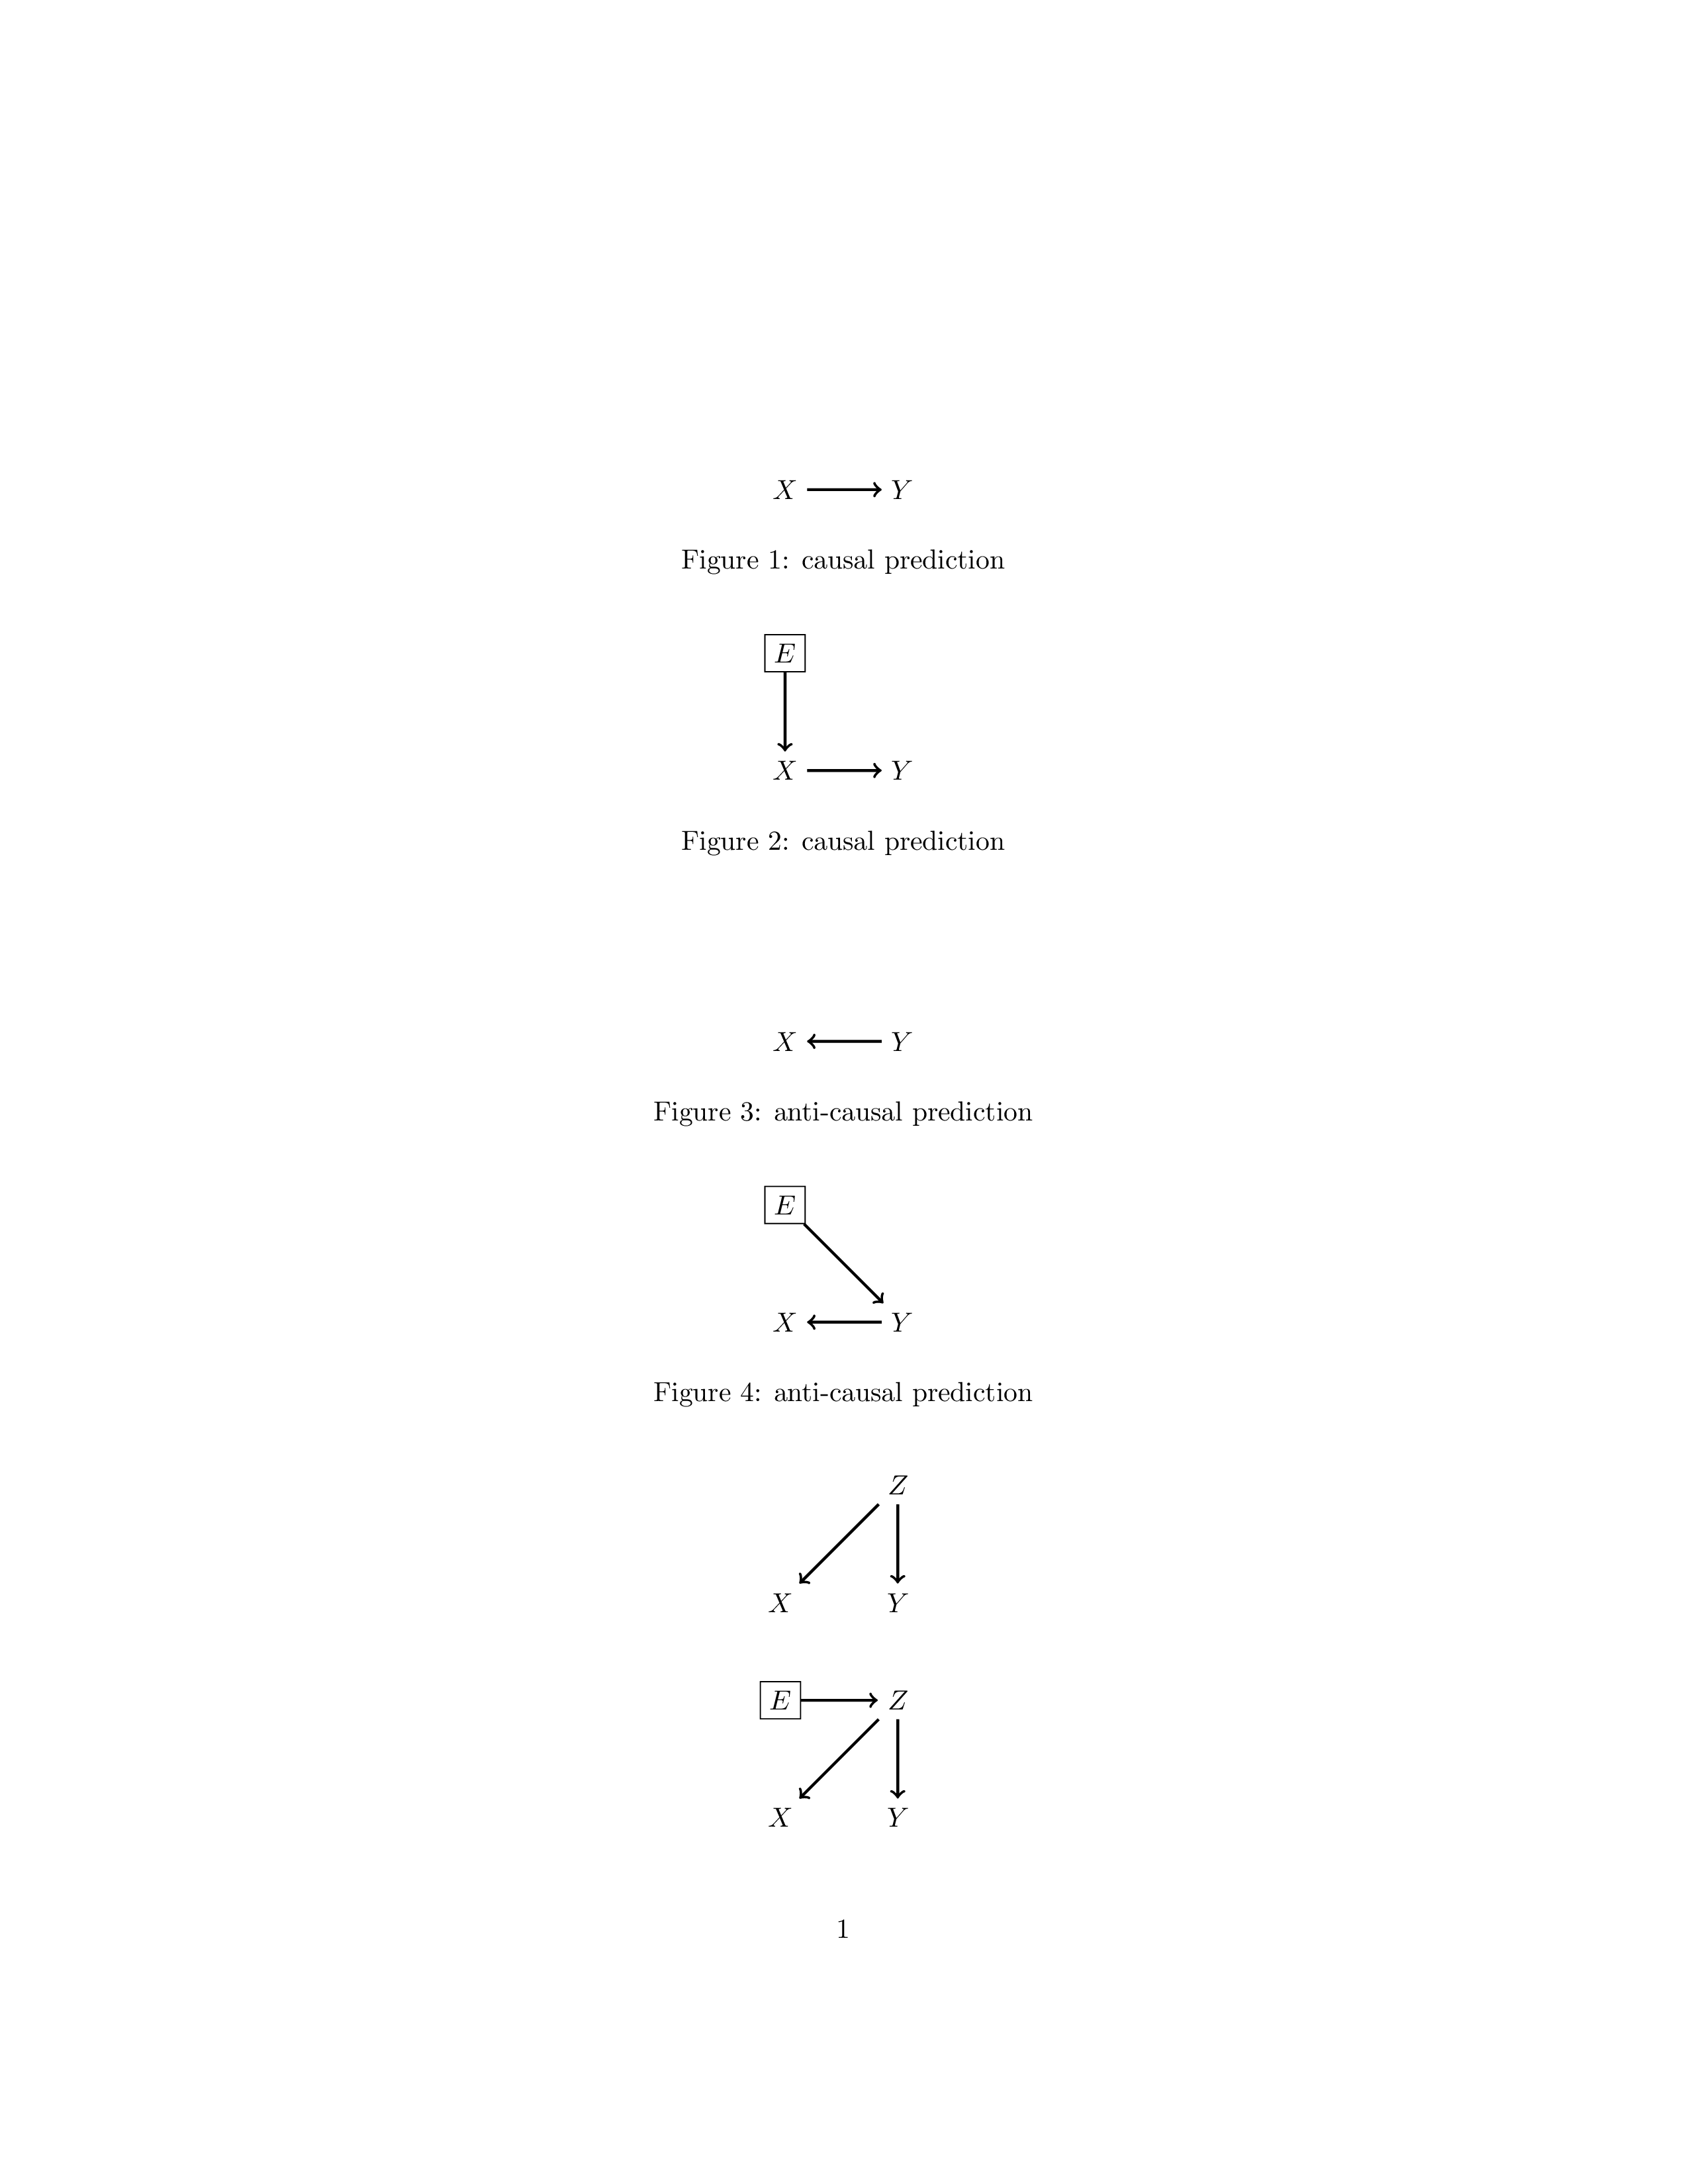 X Y
Figure 1: causal prediction
E
X Y
Figure 2: causal prediction
X Y
Figure 3: anti-causal prediction
E
X Y
Figure 4: anti-causal prediction
Z
X Y
E Z
X Y
1